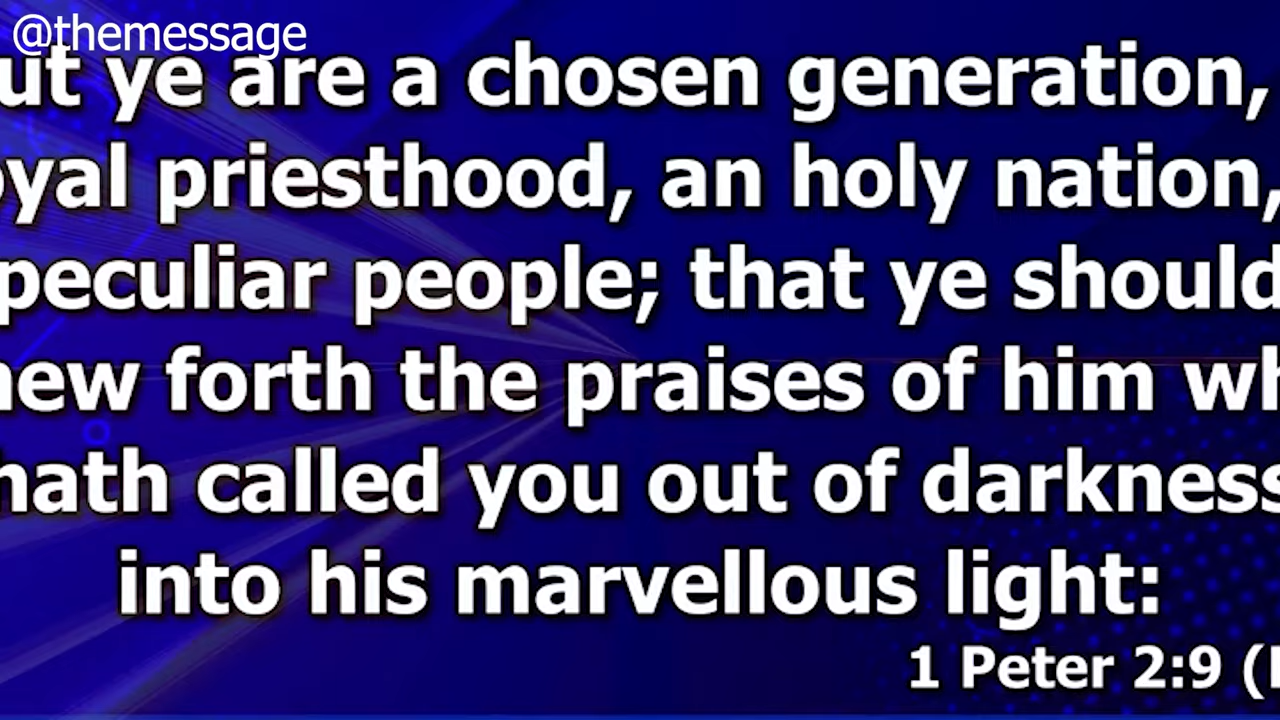 @themessage
ut ye are a chosen generation,
oyal priesthood, an holy nation,
peculiar people; that ye should
new forth the praises of him wh
hath called you out of darkness
into his marvellous light:
1 Peter 2:9 (